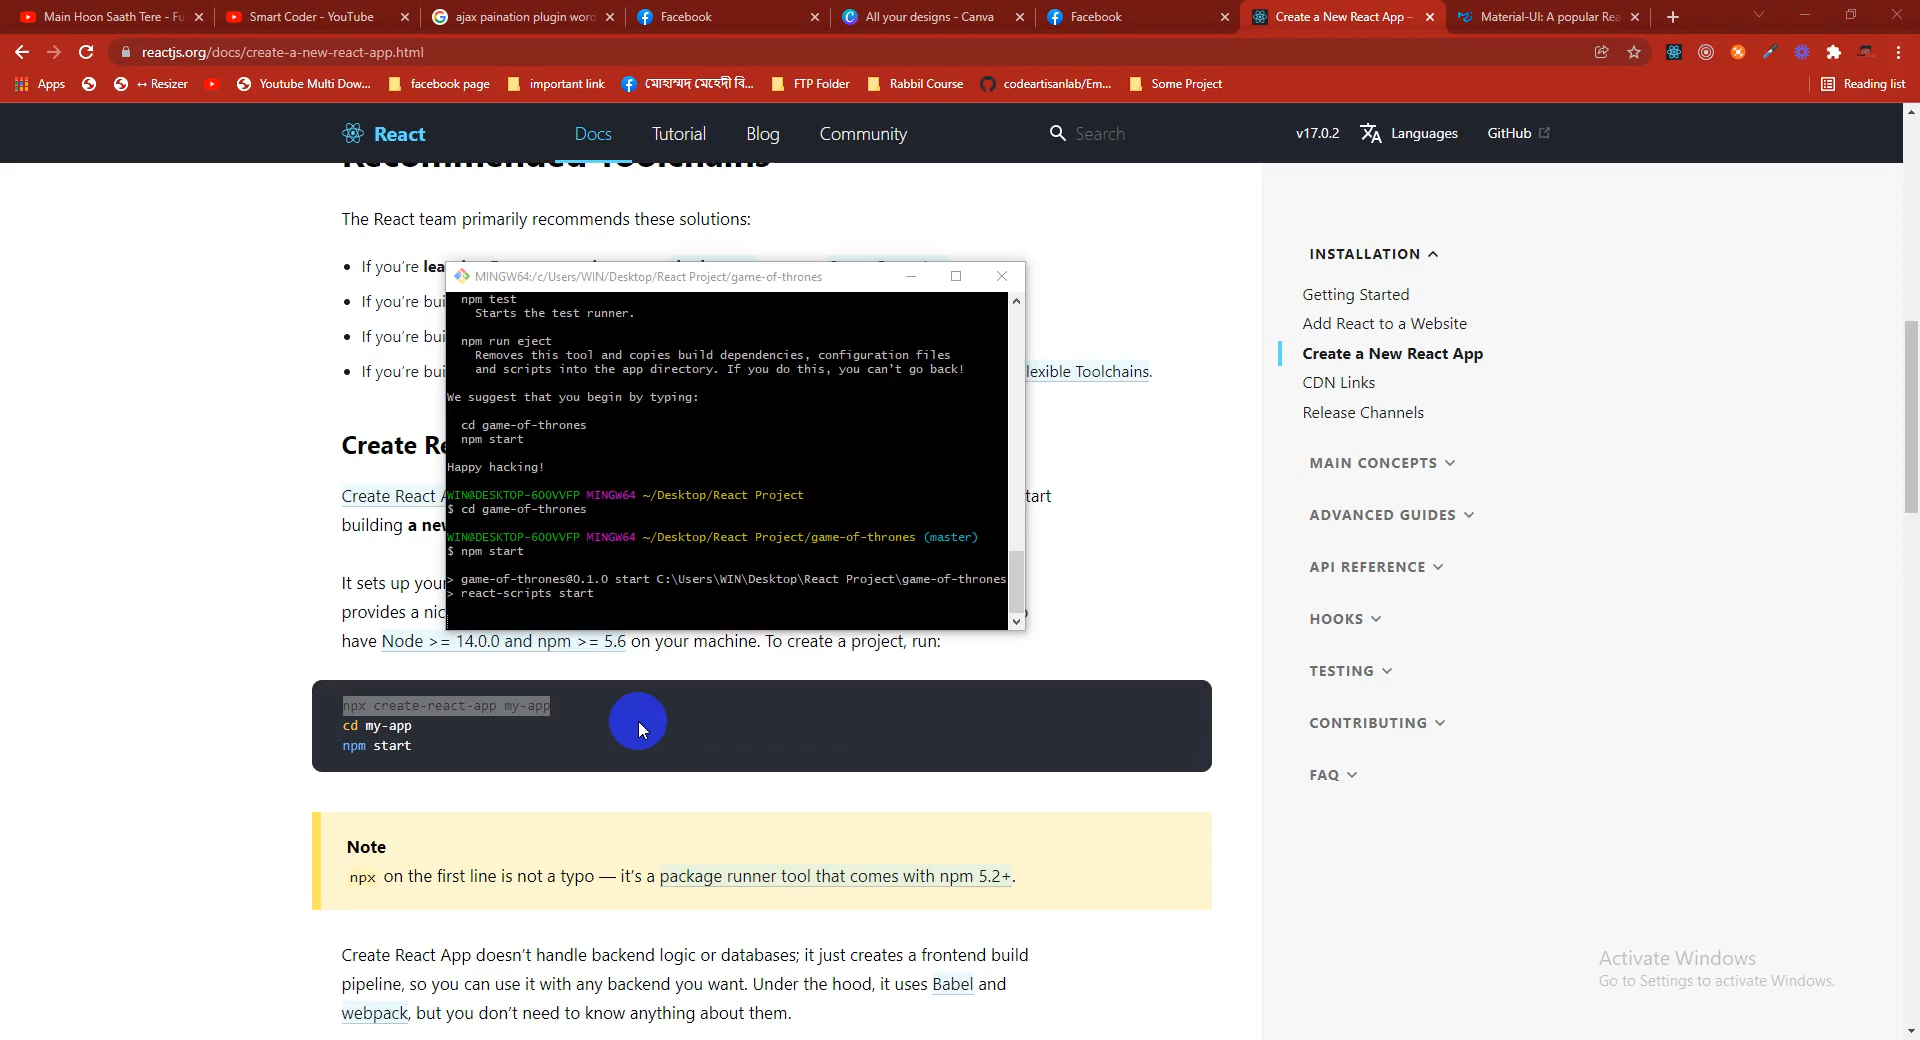 Main Hoon Saath Tere - Fu
Smart Coder - YouTube
ajax paination plugin word
Facebook
All your designs - Canva
Facebook
Create a New React App –
Material-UI: A popular Rea
reactjs.org/docs/create-a-new-react-app.html
Apps
↔ Resizer
Youtube Multi Dow...
facebook page
important link
মোহাম্মদ মেহেদী বি...
FTP Folder
Rabbil Course
codeartisanlab/Em...
Some Project
Reading list
React
Docs
Tutorial
Blog
Community
Search
v17.0.2
Languages
GitHub
Recommended Toolchains
The React team primarily recommends these solutions:
If you're lea
If you're bui
If you're bui
If you're bui
lexible Toolchains.
Create Re
Create React A
tart
building a new
It sets up your
provides a nic
have Node >= 14.0.0 and npm >= 5.6 on your machine. To create a project, run:
MINGW64:/c/Users/WIN/Desktop/React Project/game-of-thrones
npm test
Starts the test runner.
npm run eject
Removes this tool and copies build dependencies, configuration files
and scripts into the app directory. If you do this, you can't go back!
We suggest that you begin by typing:
cd game-of-thrones
npm start
Happy hacking!
WIN@DESKTOP-6OOVVFP MINGW64 ~/Desktop/React Project
$ cd game-of-thrones
WIN@DESKTOP-6OOVVFP MINGW64 ~/Desktop/React Project/game-of-thrones (master)
$ npm start
> game-of-thrones@0.1.0 start C:\Users\WIN\Desktop\React Project\game-of-thrones
> react-scripts start
npx create-react-app my-app
cd my-app
npm start
Note
npx on the first line is not a typo — it's a package runner tool that comes with npm 5.2+.
Create React App doesn't handle backend logic or databases; it just creates a frontend build
pipeline, so you can use it with any backend you want. Under the hood, it uses Babel and
webpack, but you don't need to know anything about them.
INSTALLATION
Getting Started
Add React to a Website
Create a New React App
CDN Links
Release Channels
MAIN CONCEPTS
ADVANCED GUIDES
API REFERENCE
HOOKS
TESTING
CONTRIBUTING
FAQ
Activate Windows
Go to Settings to activate Windows.